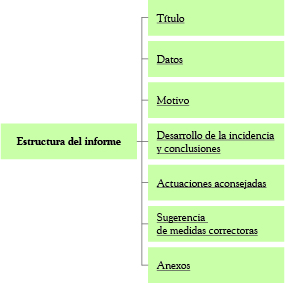 Título
Datos
Motivo
Estructura del informe
Desarrollo de la incidencia
y conclusiones
Actuaciones aconsejadas
Sugerencia
de medidas correctoras
Anexos